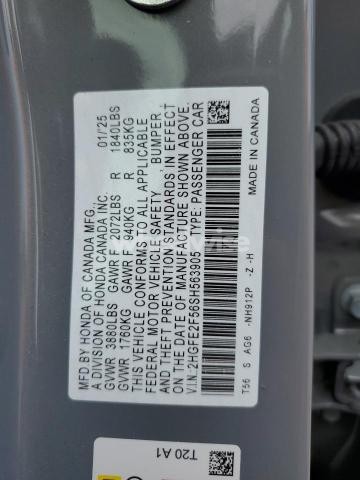 MFD.BY HONDA OF CANADA MFG., 01/'25
A DIVISION OF HONDA CANADA INC.
GVWR 3880LBS GAWR F 2072LBS R 1840LBS
GVWR 1760KG GAWR F 940KG R 835KG
THIS VEHICLE CONFORMS TO ALL APPLICABLE
FEDERAL MOTOR VEHICLE SAFETY, BUMPER,
AND THEFT PREVENTION STANDARDS IN EFFECT
ON THE DATE OF MANUFACTURE SHOWN ABOVE.
V.I.N:2HGFE2F56SH563905 TYPE: PASSENGER CAR
T56 S AG6 -NH912P -Z -H MADE IN CANADA
T20 A1